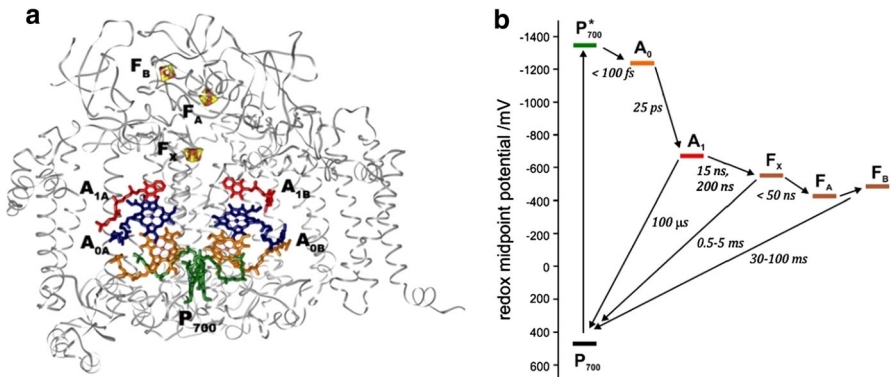 a
F_B
F_A
F_X
A_1A
A_1B
A_0A
A_0B
P_700
b
redox midpoint potential /mV
-1400
-1200
-1000
-800
-600
-400
-200
0
200
400
600
P*_700
A_0
< 100 fs
25 ps
A_1
15 ns,
200 ns
F_X
< 50 ns
F_A
F_B
100 µs
0.5-5 ms
30-100 ms
P_700